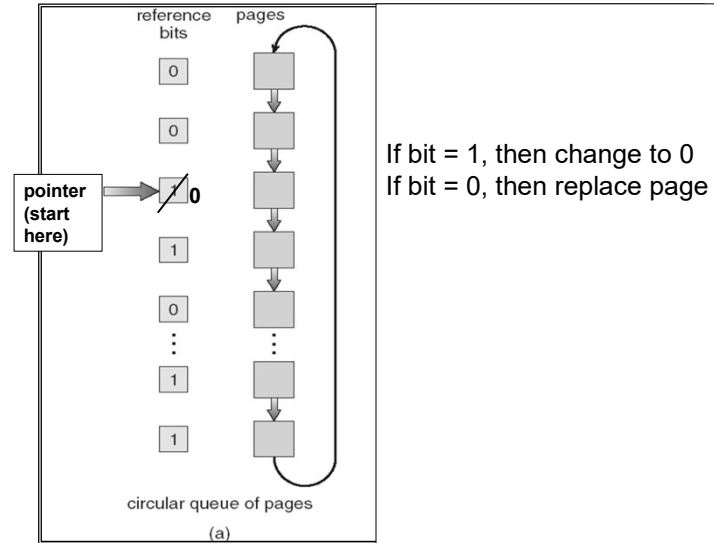 reference
bits
pages
0
0
pointer
(start
here)
1
0
1
0
1
1
circular queue of pages
(a)
If bit = 1, then change to 0
If bit = 0, then replace page